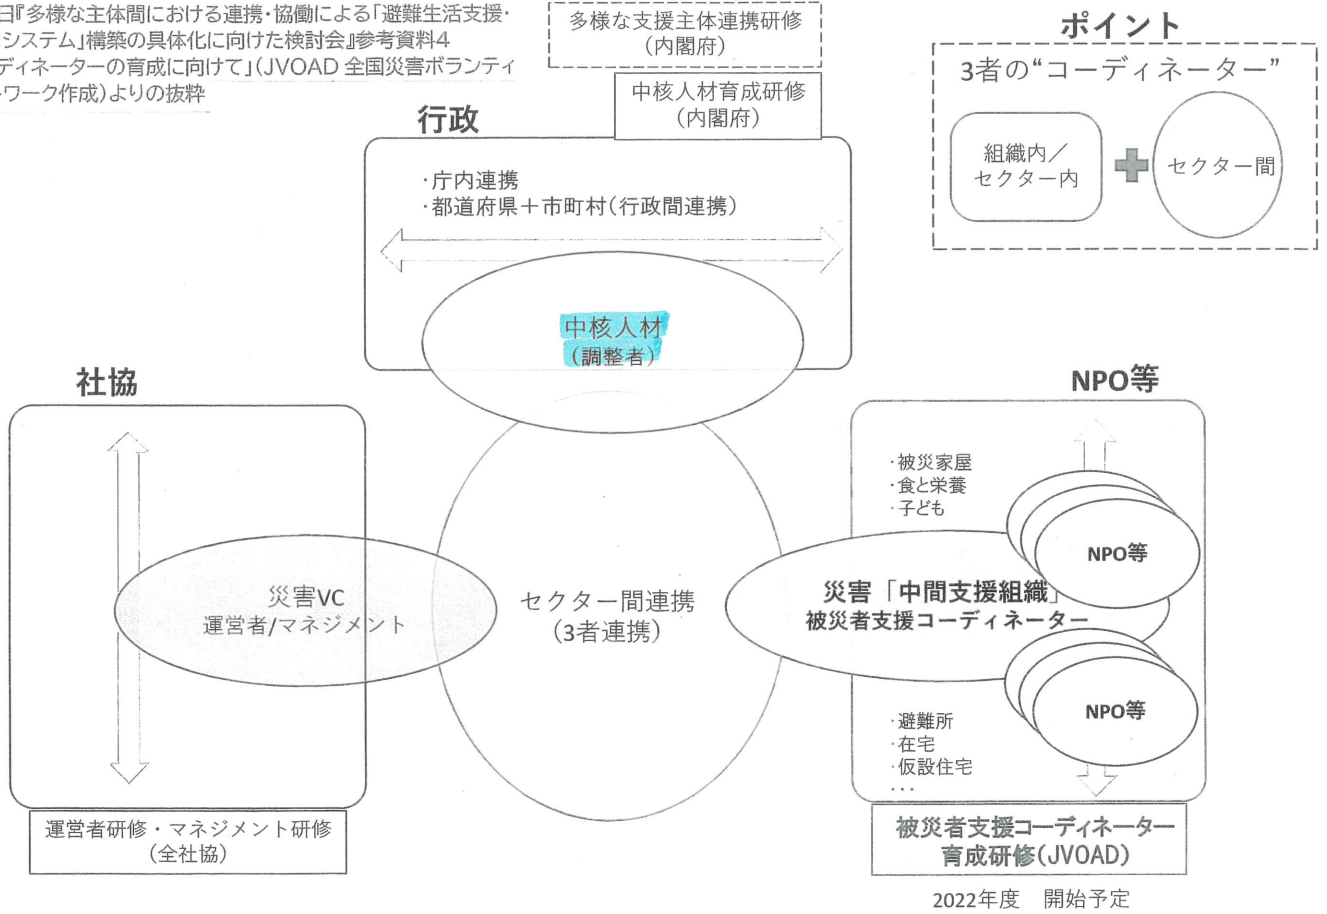 日『多様な主体間における連携・協働による「避難生活支援・
システム」構築の具体化に向けた検討会』参考資料4
ディネーターの育成に向けて」(JVOAD 全国災害ボランティ
ワーク作成)よりの抜粋
多様な支援主体連携研修
(内閣府)
中核人材育成研修
(内閣府)
ポイント
3者の“コーディネーター”
組織内/
セクター内
セクター間
行政
・庁内連携
・都道府県+市町村(行政間連携)
中核人材
(調整者)
社協
災害VC
運営者/マネジメント
運営者研修・マネジメント研修
(全社協)
セクター間連携
(3者連携)
NPO等
・被災家屋
・食と栄養
・子ども
NPO等
災害「中間支援組織」
被災者支援コーディネーター
NPO等
・避難所
・在宅
・仮設住宅
・・・
被災者支援コーディネーター
育成研修(JVOAD)
2022年度 開始予定